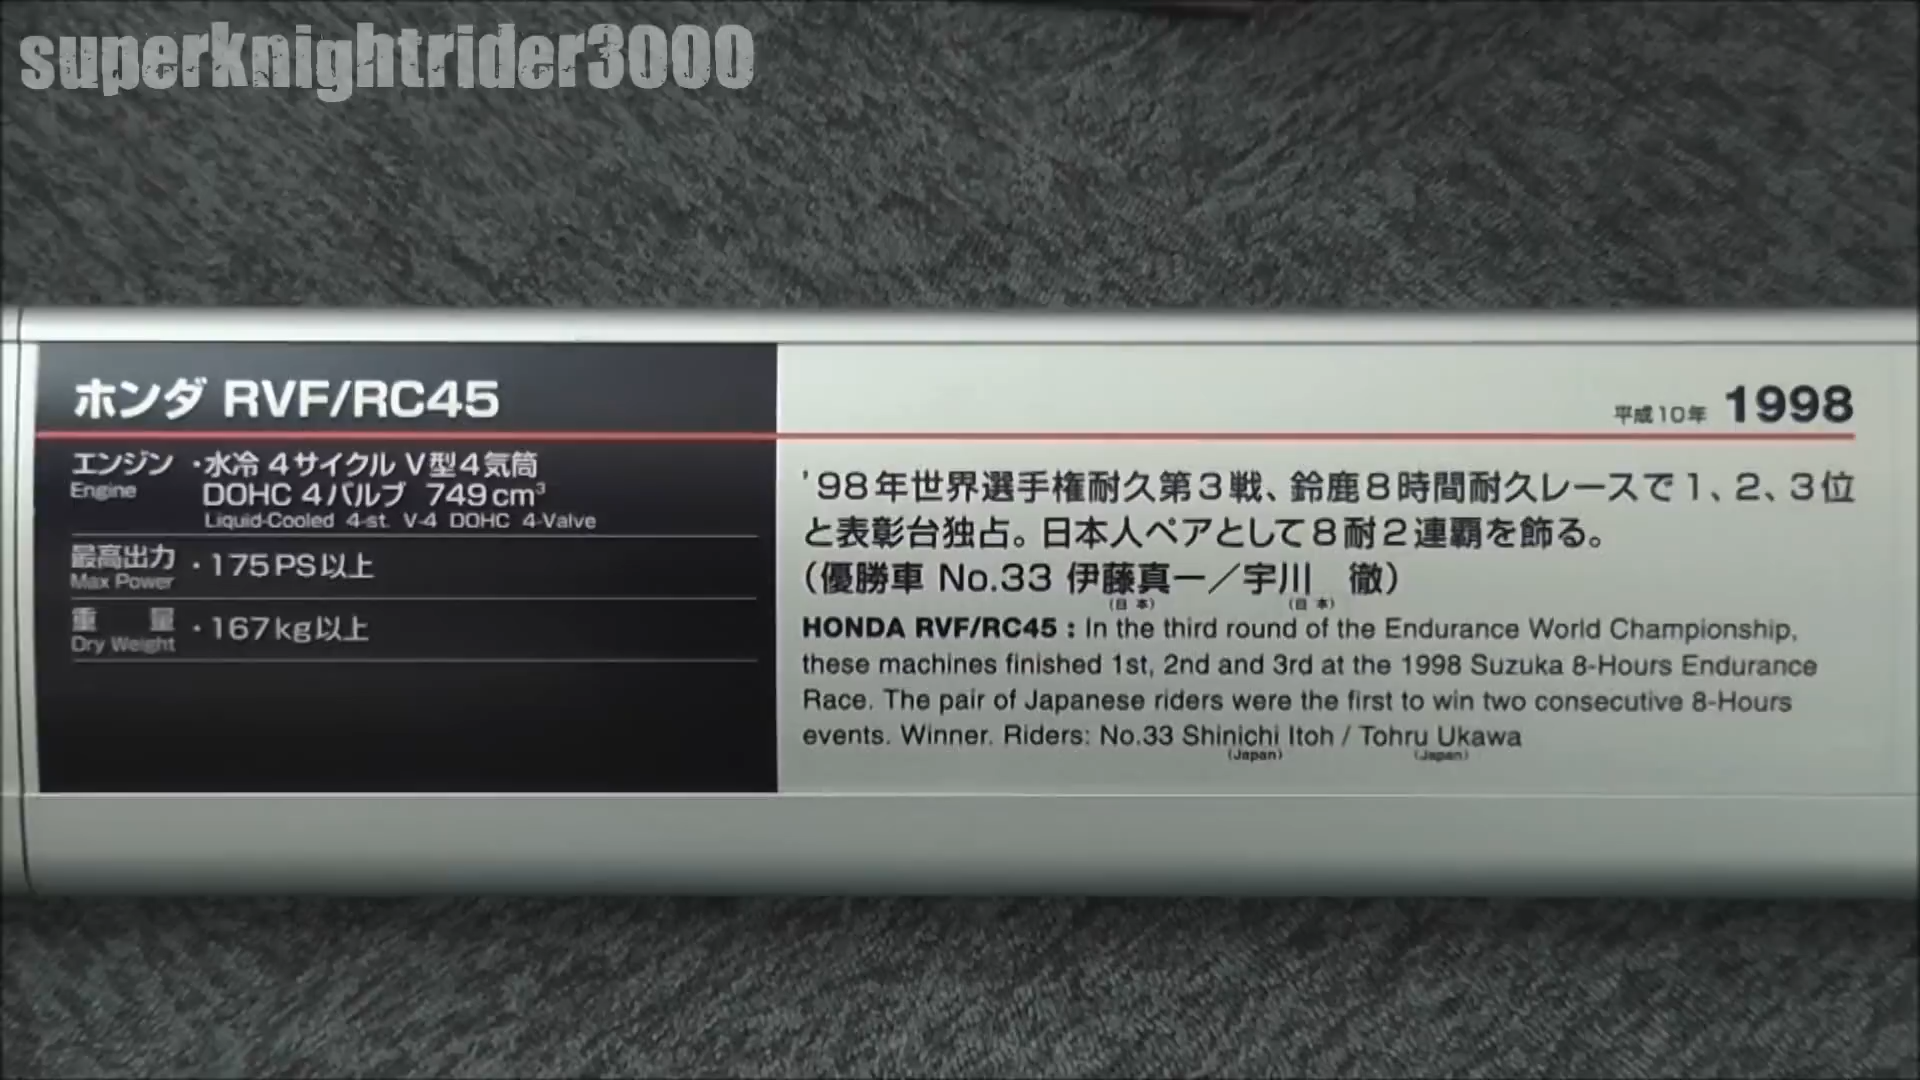 superknightrider3000
ホンダ RVF/RC45
エンジン ・水冷 4サイクル V型4気筒
Engine DOHC 4バルブ 749cm³
Liquid-Cooled 4-st. V-4 DOHC 4-Valve
最高出力 ・175PS以上
Max Power
重量 ・167kg以上
Dry Weight
平成10年 1998
'98年世界選手権耐久第3戦、鈴鹿8時間耐久レースで1、2、3位
と表彰台独占。日本人ペアとして8耐2連覇を飾る。
(優勝車 No.33 伊藤真一／宇川 徹)
(日本) (日本)
HONDA RVF/RC45 : In the third round of the Endurance World Championship,
these machines finished 1st, 2nd and 3rd at the 1998 Suzuka 8-Hours Endurance
Race. The pair of Japanese riders were the first to win two consecutive 8-Hours
events. Winner. Riders: No.33 Shinichi Itoh / Tohru Ukawa
(Japan) (Japan)